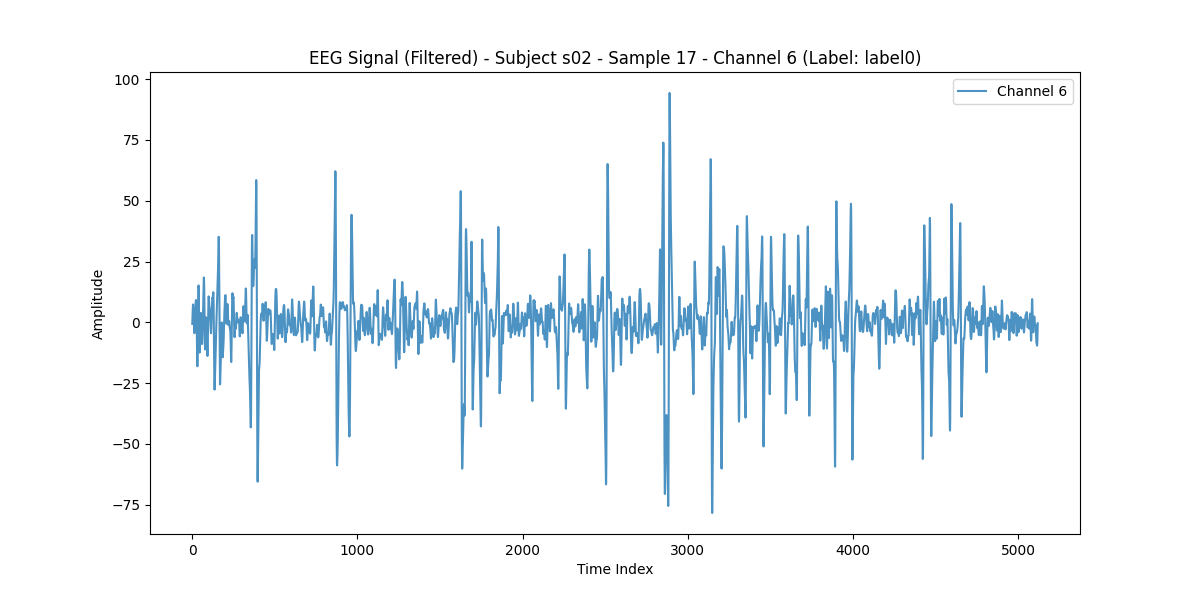 EEG Signal (Filtered) - Subject s02 - Sample 17 - Channel 6 (Label: label0)
Channel 6
100
75
50
25
0
−25
−50
−75
Amplitude
0 1000 2000 3000 4000 5000
Time Index